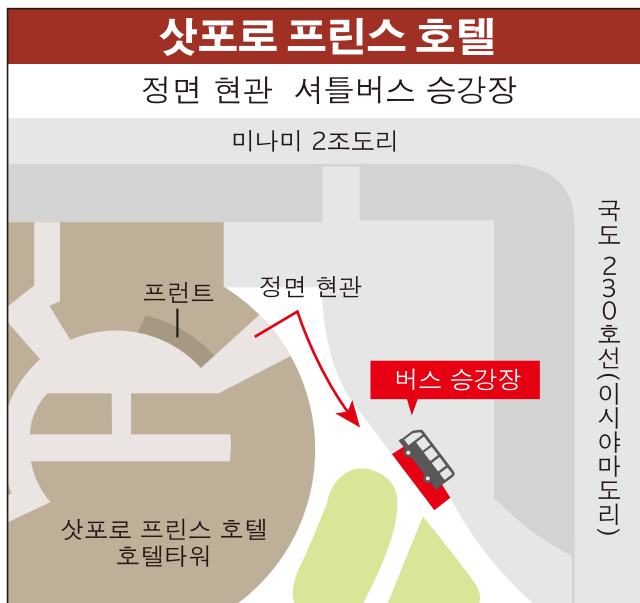 삿포로 프린스 호텔
정면 현관 셔틀버스 승강장
미나미 2조도리
국도 230호선(이시야마도리)
프런트
정면 현관
버스 승강장
삿포로 프린스 호텔
호텔타워